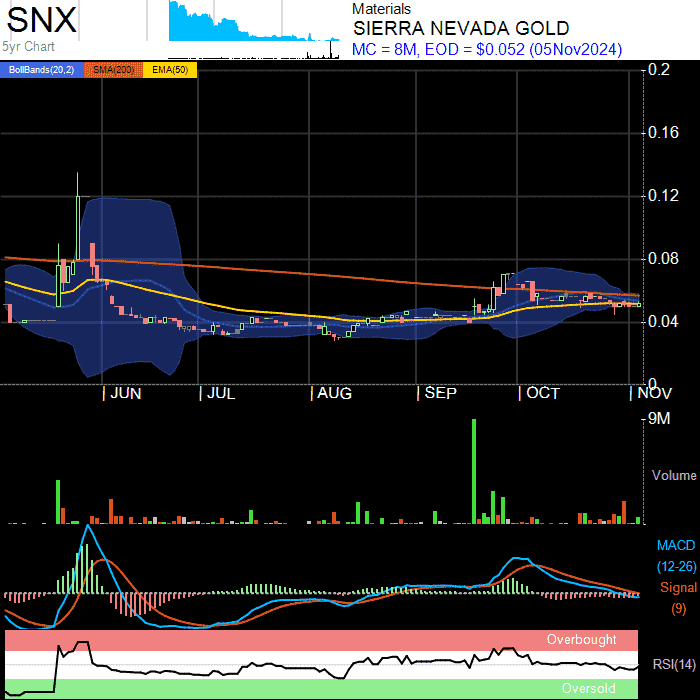 SNX
5yr Chart
Materials
SIERRA NEVADA GOLD
MC = 8M, EOD = $0.052 (05Nov2024)
BollBands(20,2) SMA(200) EMA(50)
0.2
0.16
0.12
0.08
0.04
0
JUN JUL AUG SEP OCT NOV
9M
Volume
MACD
(12-26)
Signal
(9)
Overbought
RSI(14)
Oversold